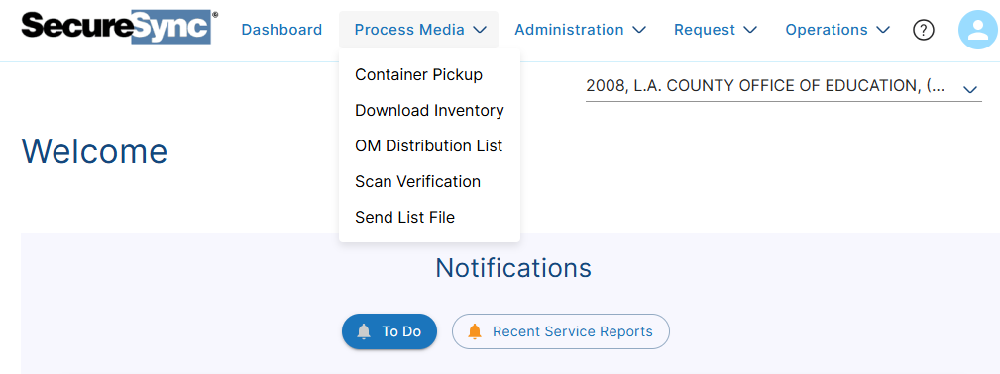 SecureSync®
Dashboard Process Media Administration Request Operations ?
Container Pickup
Download Inventory
OM Distribution List
Scan Verification
Send List File
2008, L.A. COUNTY OFFICE OF EDUCATION, (...
Welcome
Notifications
To Do Recent Service Reports